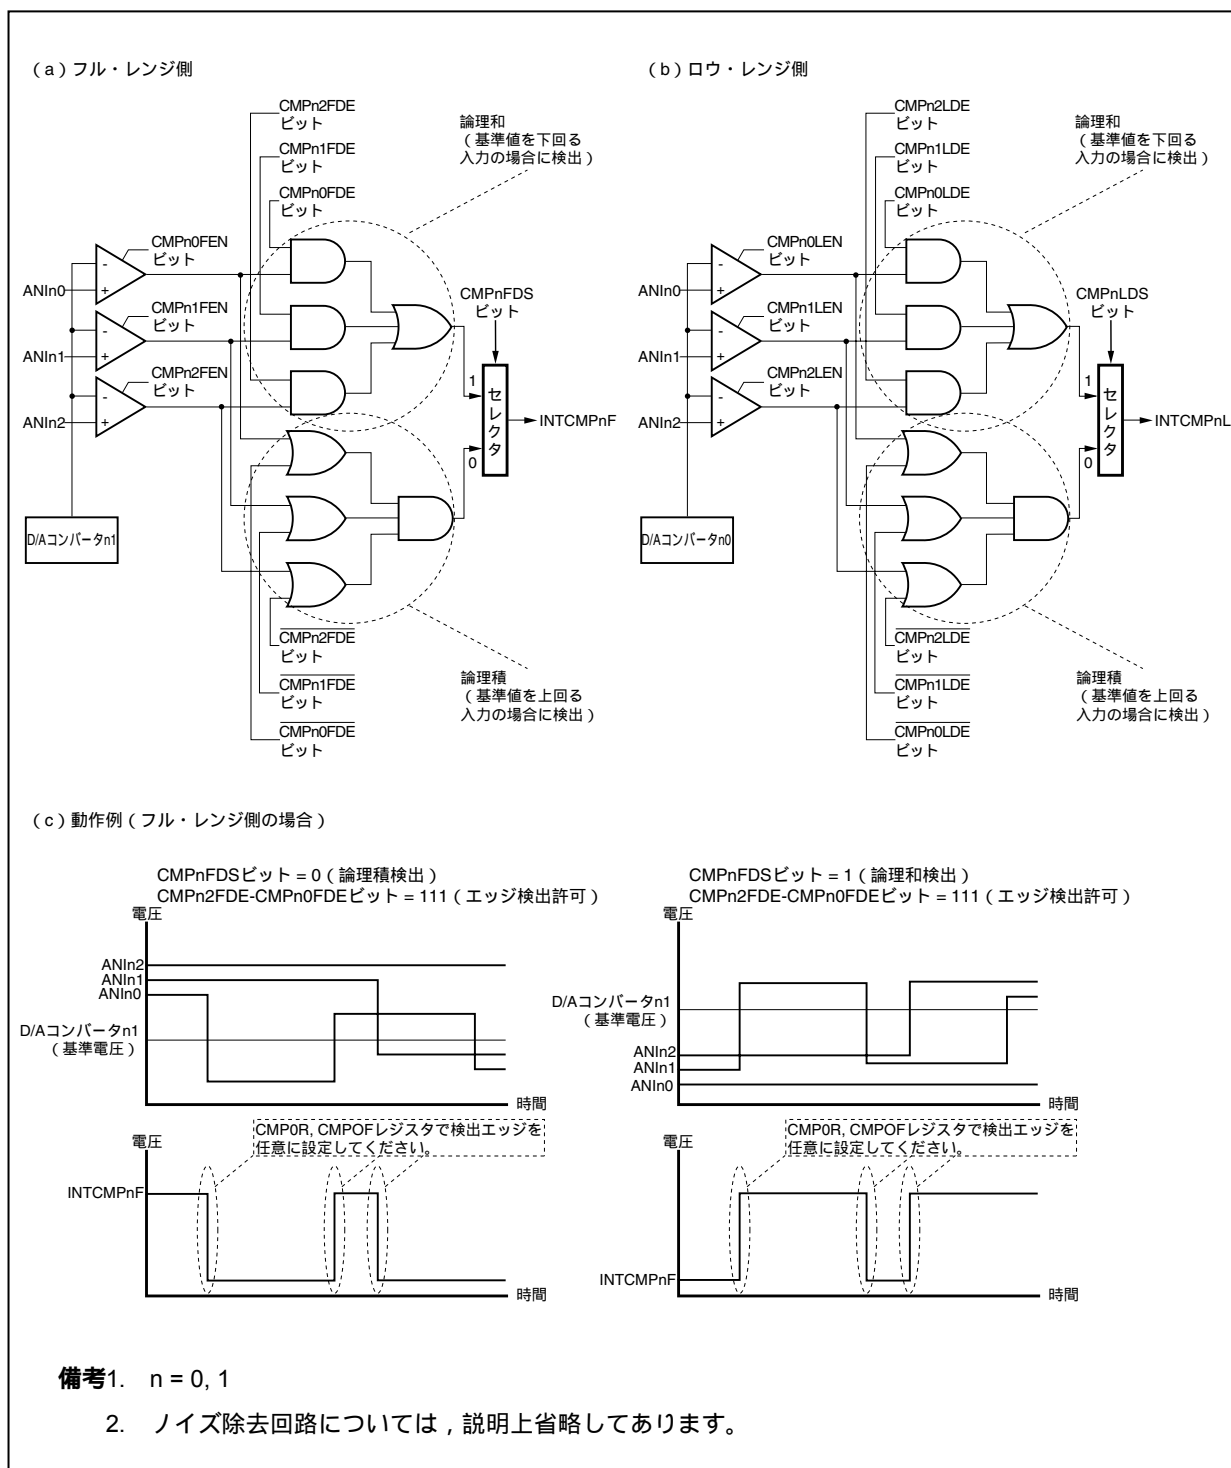 (a)フル・レンジ側
CMPn2FDE
ビット
CMPn1FDE
ビット
CMPn0FDE
ビット
論理和
(基準値を下回る
入力の場合に検出)
CMPn0FEN
ビット
CMPn1FEN
ビット
CMPn2FEN
ビット
-
+
-
+
-
+
ANIn0
ANIn1
ANIn2
D/Aコンバータn1
CMPnFDS
ビット
1
0
セレクタ
INTCMPnF
CMPn2FDE
ビット
CMPn1FDE
ビット
CMPn0FDE
ビット
論理積
(基準値を上回る
入力の場合に検出)
(b)ロウ・レンジ側
CMPn2LDE
ビット
CMPn1LDE
ビット
CMPn0LDE
ビット
論理和
(基準値を下回る
入力の場合に検出)
CMPn0LEN
ビット
CMPn1LEN
ビット
CMPn2LEN
ビット
-
+
-
+
-
+
ANIn0
ANIn1
ANIn2
D/Aコンバータn0
CMPnLDS
ビット
1
0
セレクタ
INTCMPnL
CMPn2LDE
ビット
CMPn1LDE
ビット
CMPn0LDE
ビット
論理積
(基準値を上回る
入力の場合に検出)
(c)動作例(フル・レンジ側の場合)
CMPnFDSビット = 0(論理積検出)
CMPn2FDE-CMPn0FDEビット = 111(エッジ検出許可)
電圧
ANIn2
ANIn1
ANIn0
D/Aコンバータn1
(基準電圧)
時間
電圧
CMP0R, CMPOFレジスタで検出エッジを
任意に設定してください。
INTCMPnF
時間
CMPnFDSビット = 1(論理和検出)
CMPn2FDE-CMPn0FDEビット = 111(エッジ検出許可)
電圧
D/Aコンバータn1
(基準電圧)
ANIn2
ANIn1
ANIn0
時間
電圧
CMP0R, CMPOFレジスタで検出エッジを
任意に設定してください。
INTCMPnF
時間
備考1. n = 0, 1
2. ノイズ除去回路については,説明上省略してあります。